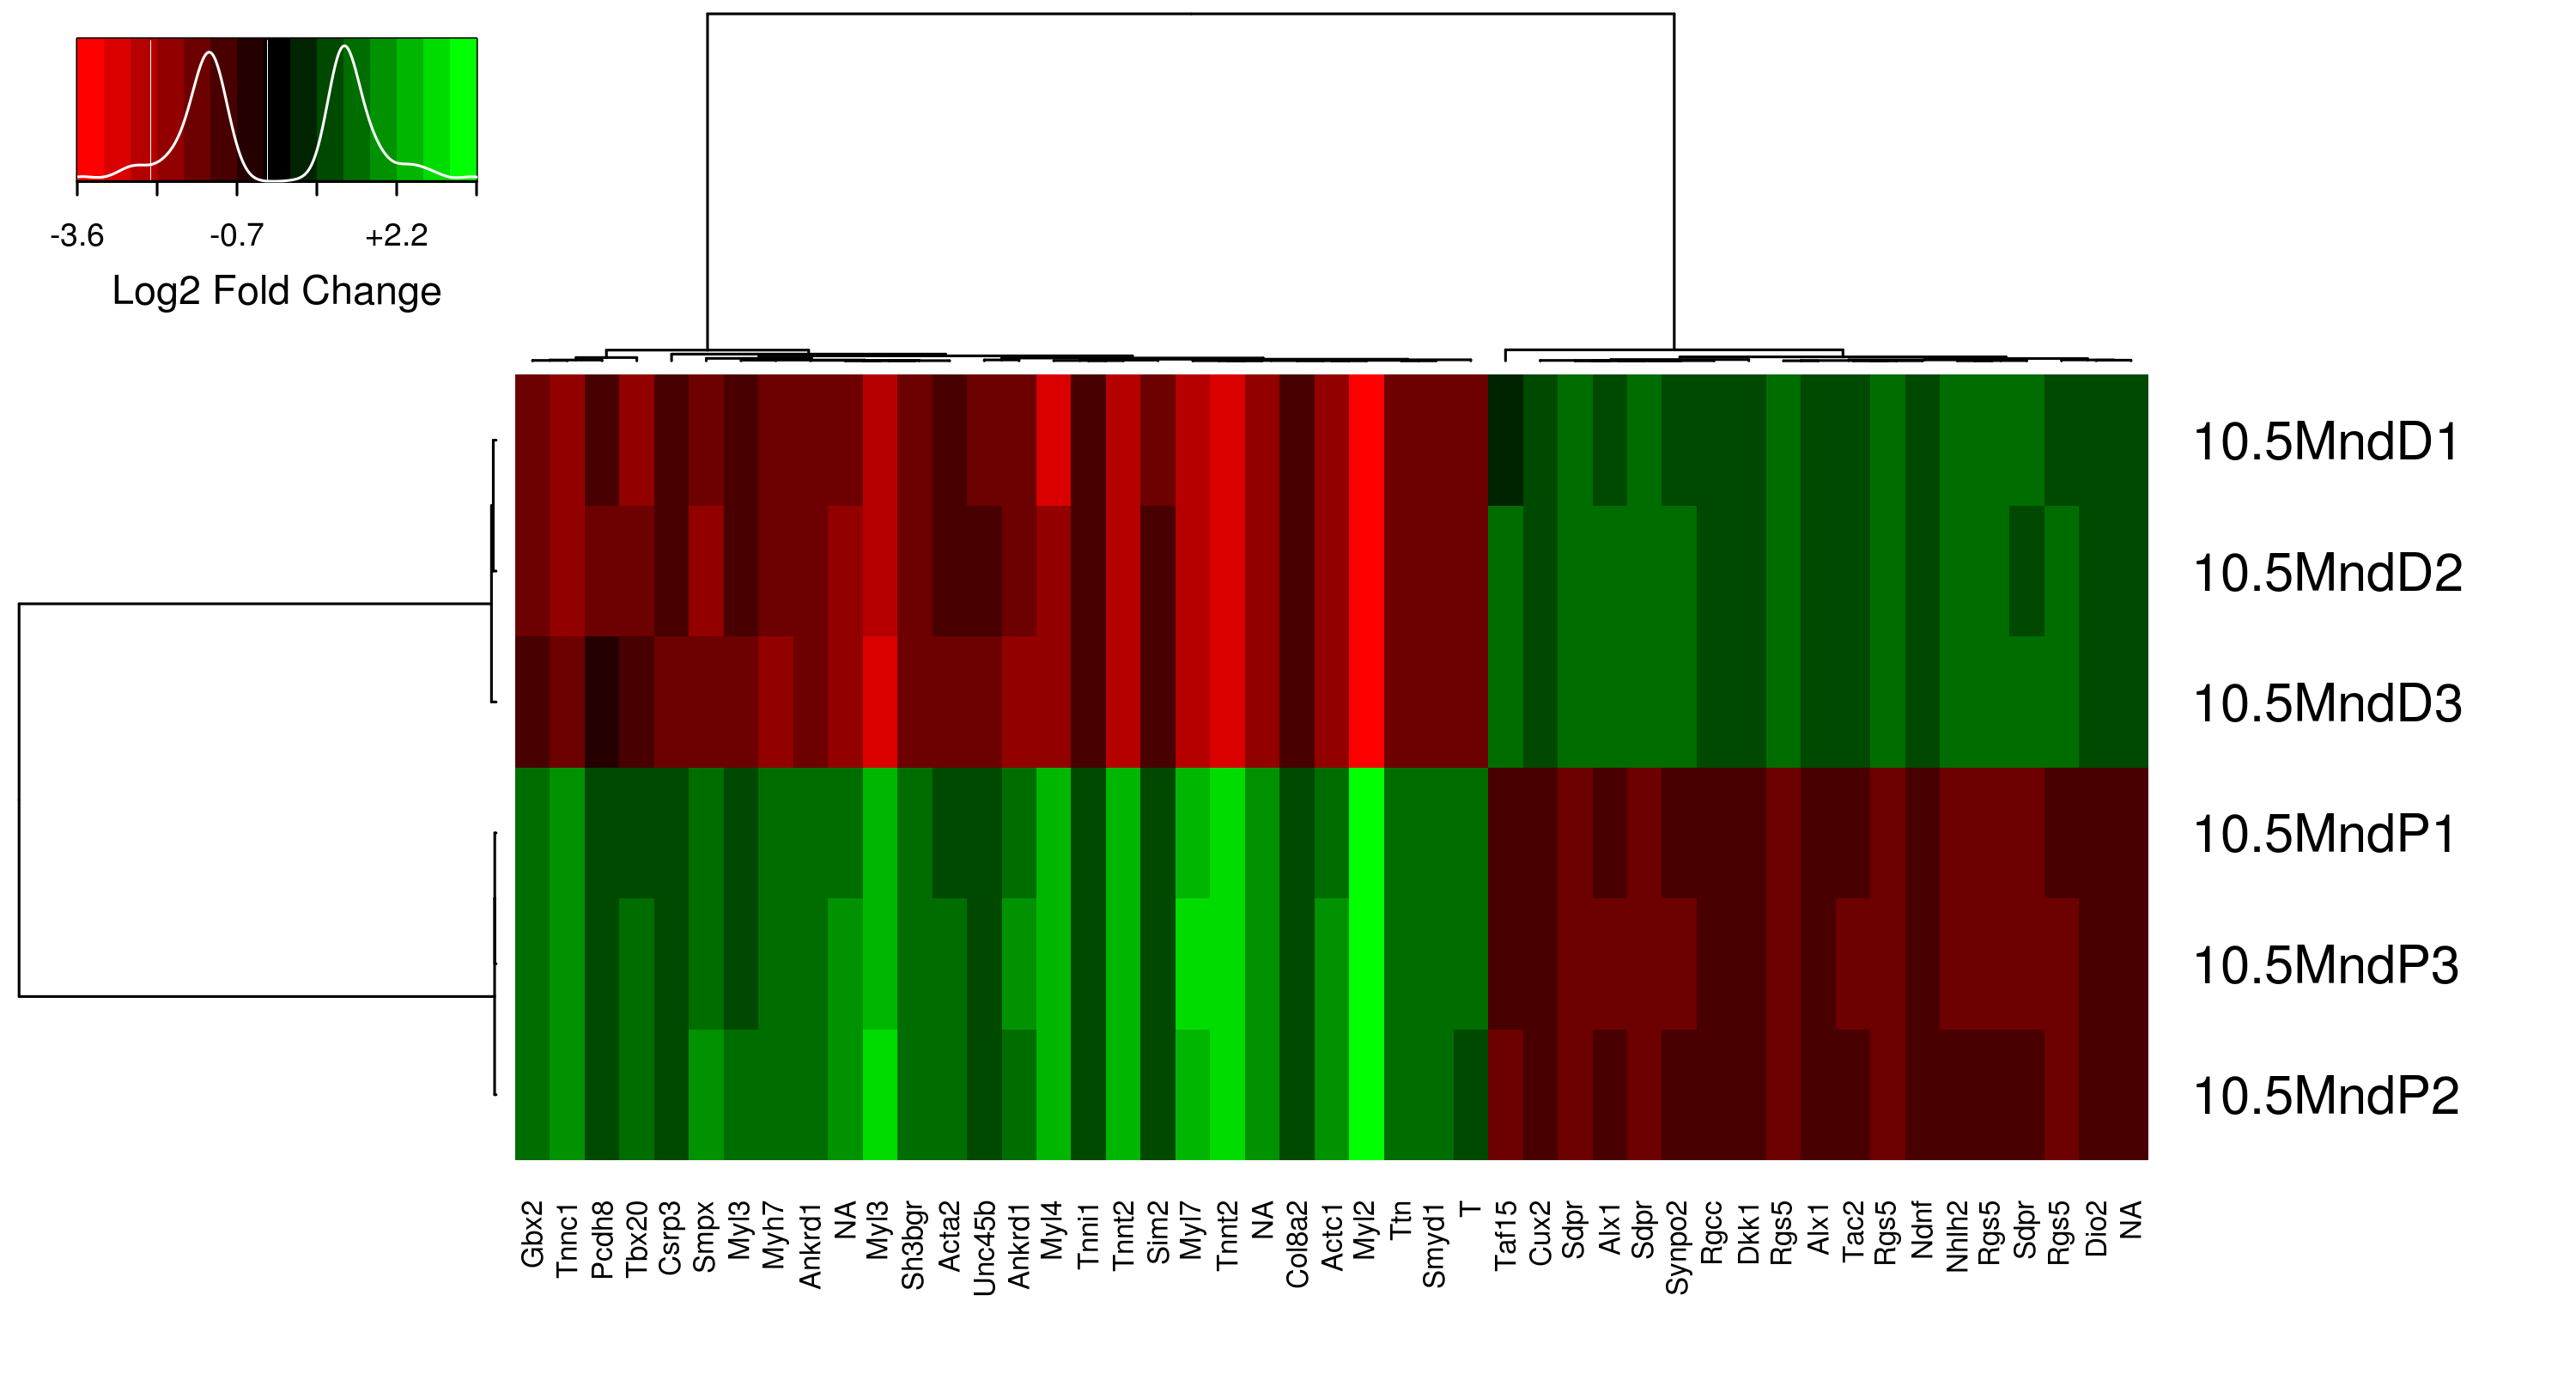 -3.6 -0.7 +2.2
Log2 Fold Change
10.5MndD1
10.5MndD2
10.5MndD3
10.5MndP1
10.5MndP3
10.5MndP2
Gbx2
Tnnc1
Pcdh8
Tbx20
Csrp3
Smpx
Myl3
Myh7
Ankrd1
NA
Myl3
Sh3bgr
Acta2
Unc45b
Ankrd1
Myl4
Tnni1
Tnnt2
Sim2
Myl7
Tnnt2
NA
Col8a2
Actc1
Myl2
Ttn
Smyd1
T
Taf15
Cux2
Sdpr
Alx1
Sdpr
Synpo2
Rgcc
Dkk1
Rgs5
Alx1
Tac2
Rgs5
Ndnf
Nhlh2
Rgs5
Sdpr
Rgs5
Dio2
NA